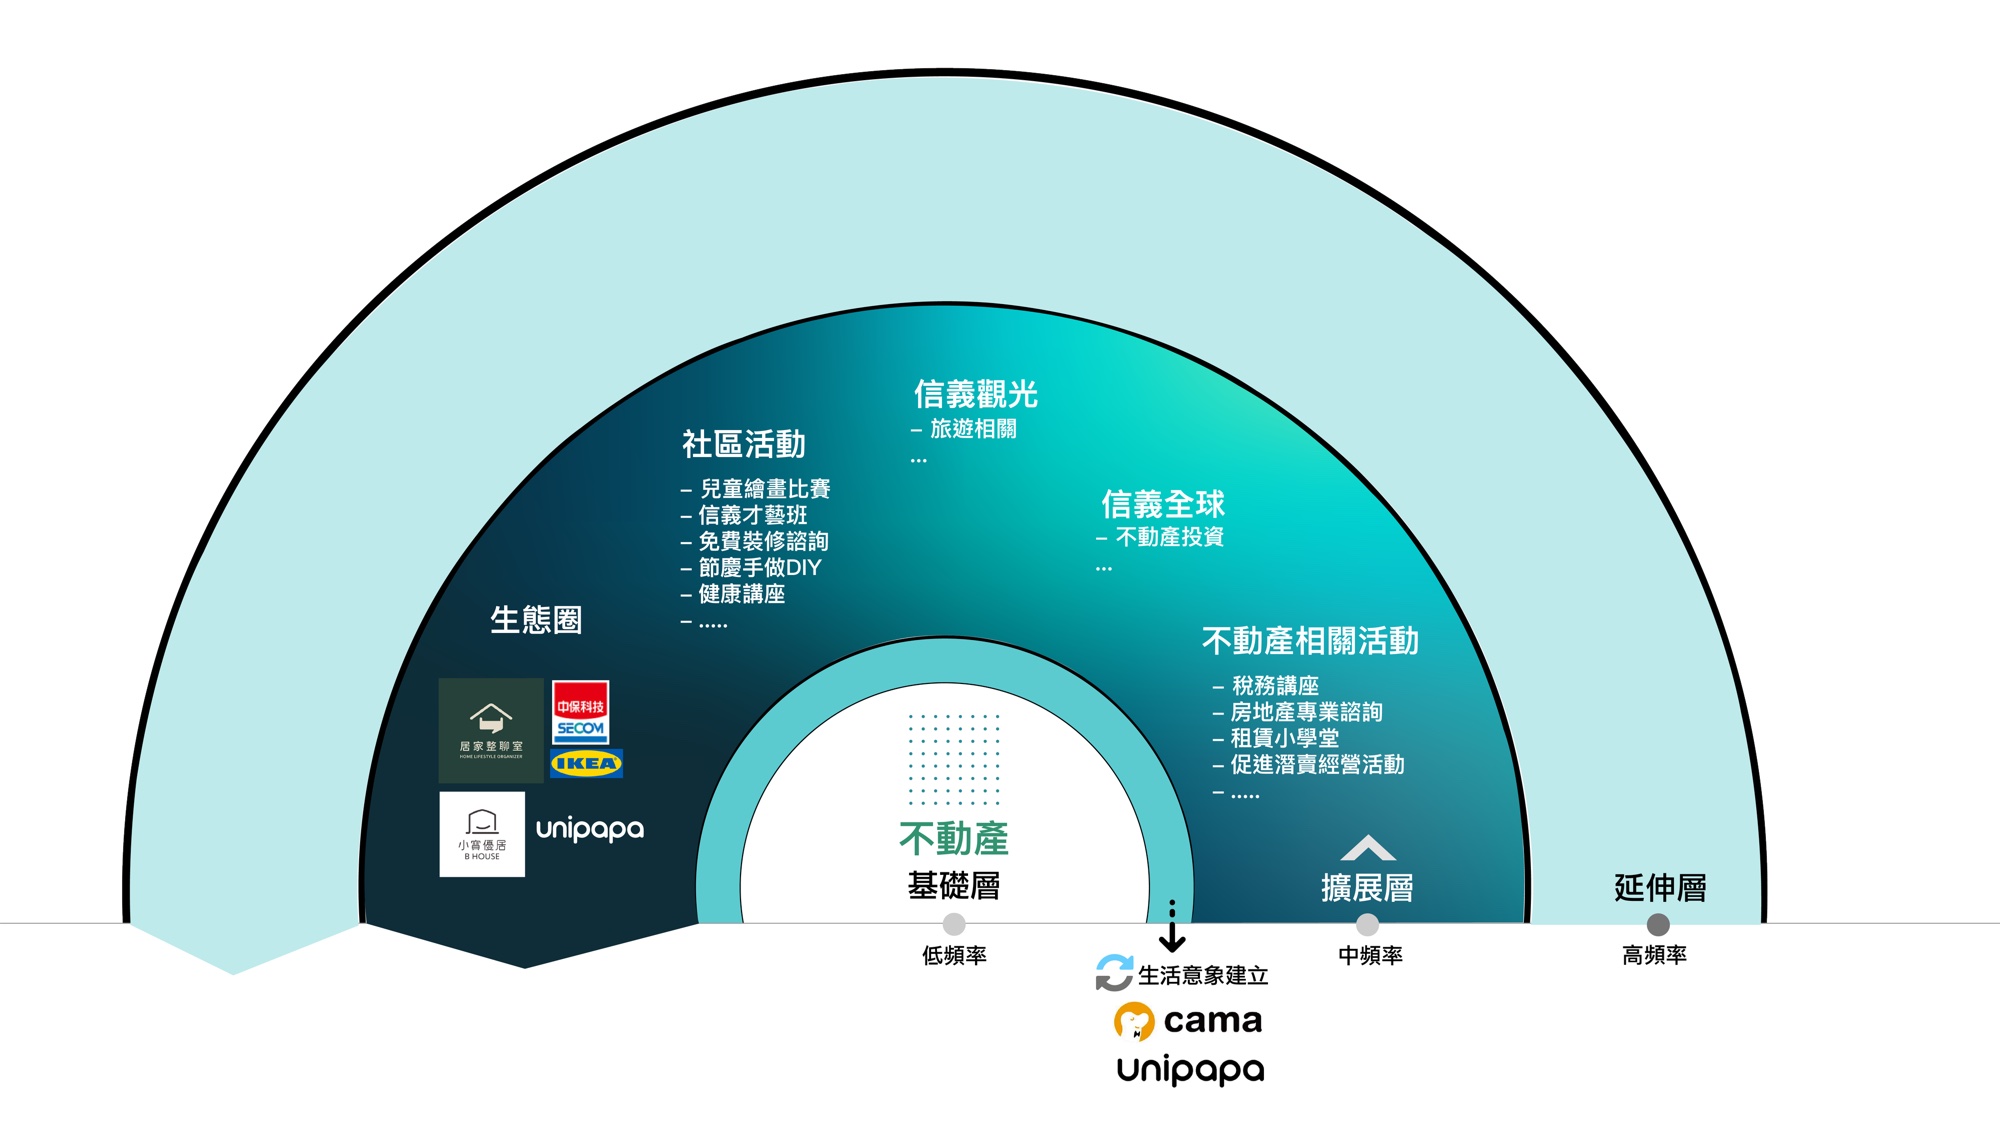 信義觀光
– 旅遊相關
...
社區活動
– 兒童繪畫比賽
– 信義才藝班
– 免費裝修諮詢
– 節慶手做DIY
– 健康講座
– .....
信義全球
– 不動產投資
...
生態圈
居家整聊室
HOME LIFESTYLE ORGANIZER
中保科技
SECOM
IKEA
小寶優居
B HOUSE
unipapa
不動產相關活動
– 稅務講座
– 房地產專業諮詢
– 租賃小學堂
– 促進潛賣經營活動
– .....
不動產
基礎層
擴展層
延伸層
低頻率
中頻率
高頻率
生活意象建立
cama
unipapa